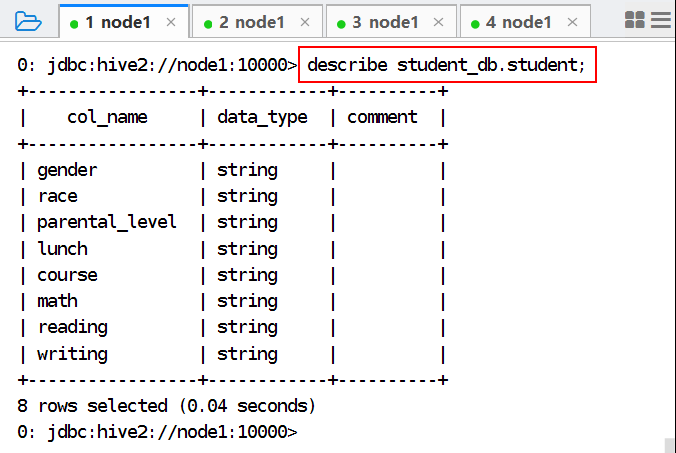 1 node1 × 2 node1 × 3 node1 × 4 node1 ×
0: jdbc:hive2://node1:10000> describe student_db.student;
+-----------------+------------+----------+
|    col_name     | data_type  | comment  |
+-----------------+------------+----------+
| gender          | string     |          |
| race            | string     |          |
| parental_level  | string     |          |
| lunch           | string     |          |
| course          | string     |          |
| math            | string     |          |
| reading         | string     |          |
| writing         | string     |          |
+-----------------+------------+----------+
8 rows selected (0.04 seconds)
0: jdbc:hive2://node1:10000>